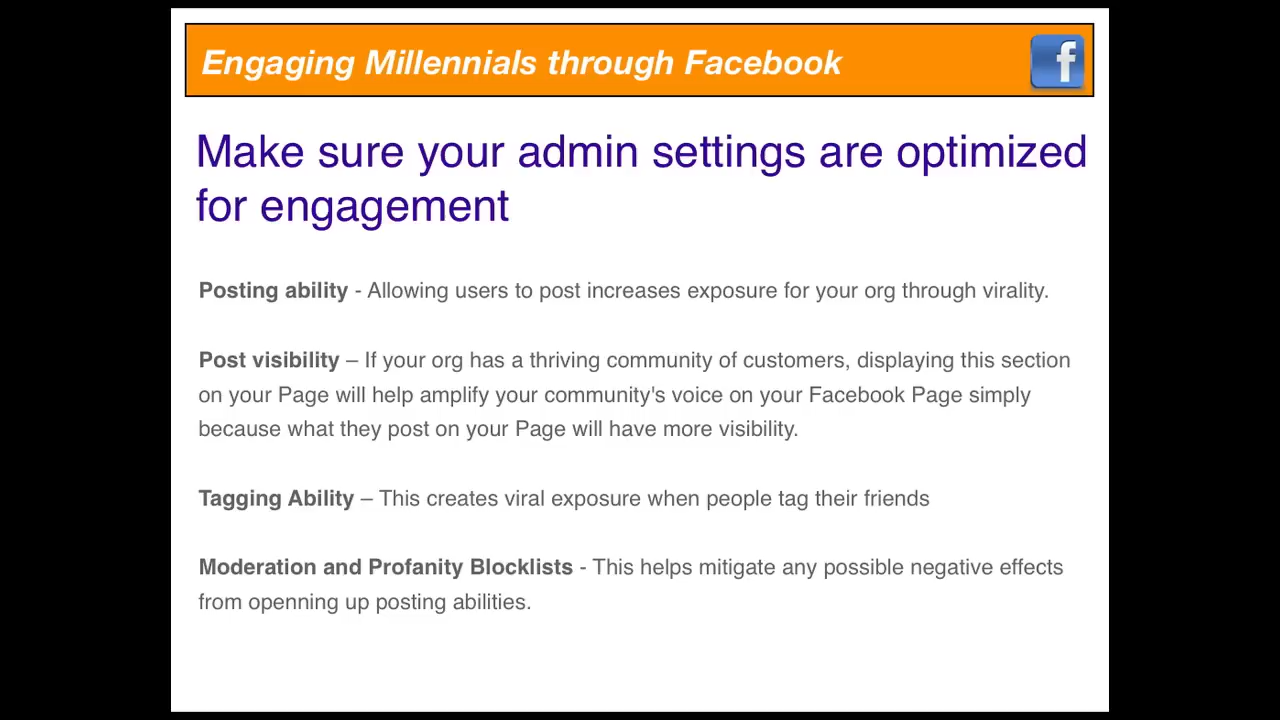 Engaging Millennials through Facebook
f
Make sure your admin settings are optimized
for engagement
Posting ability - Allowing users to post increases exposure for your org through virality.
Post visibility – If your org has a thriving community of customers, displaying this section
on your Page will help amplify your community's voice on your Facebook Page simply
because what they post on your Page will have more visibility.
Tagging Ability – This creates viral exposure when people tag their friends
Moderation and Profanity Blocklists - This helps mitigate any possible negative effects
from openning up posting abilities.